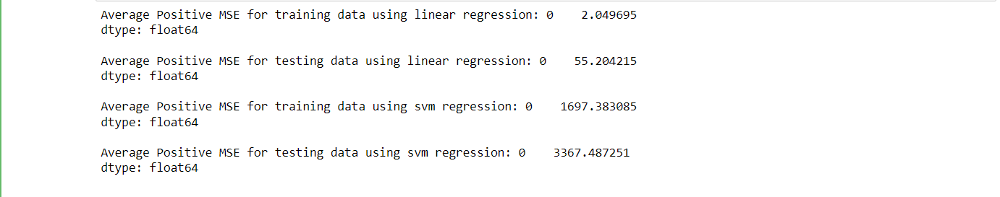 Average Positive MSE for training data using linear regression: 0    2.049695
dtype: float64
Average Positive MSE for testing data using linear regression: 0    55.204215
dtype: float64
Average Positive MSE for training data using svm regression: 0    1697.383085
dtype: float64
Average Positive MSE for testing data using svm regression: 0    3367.487251
dtype: float64